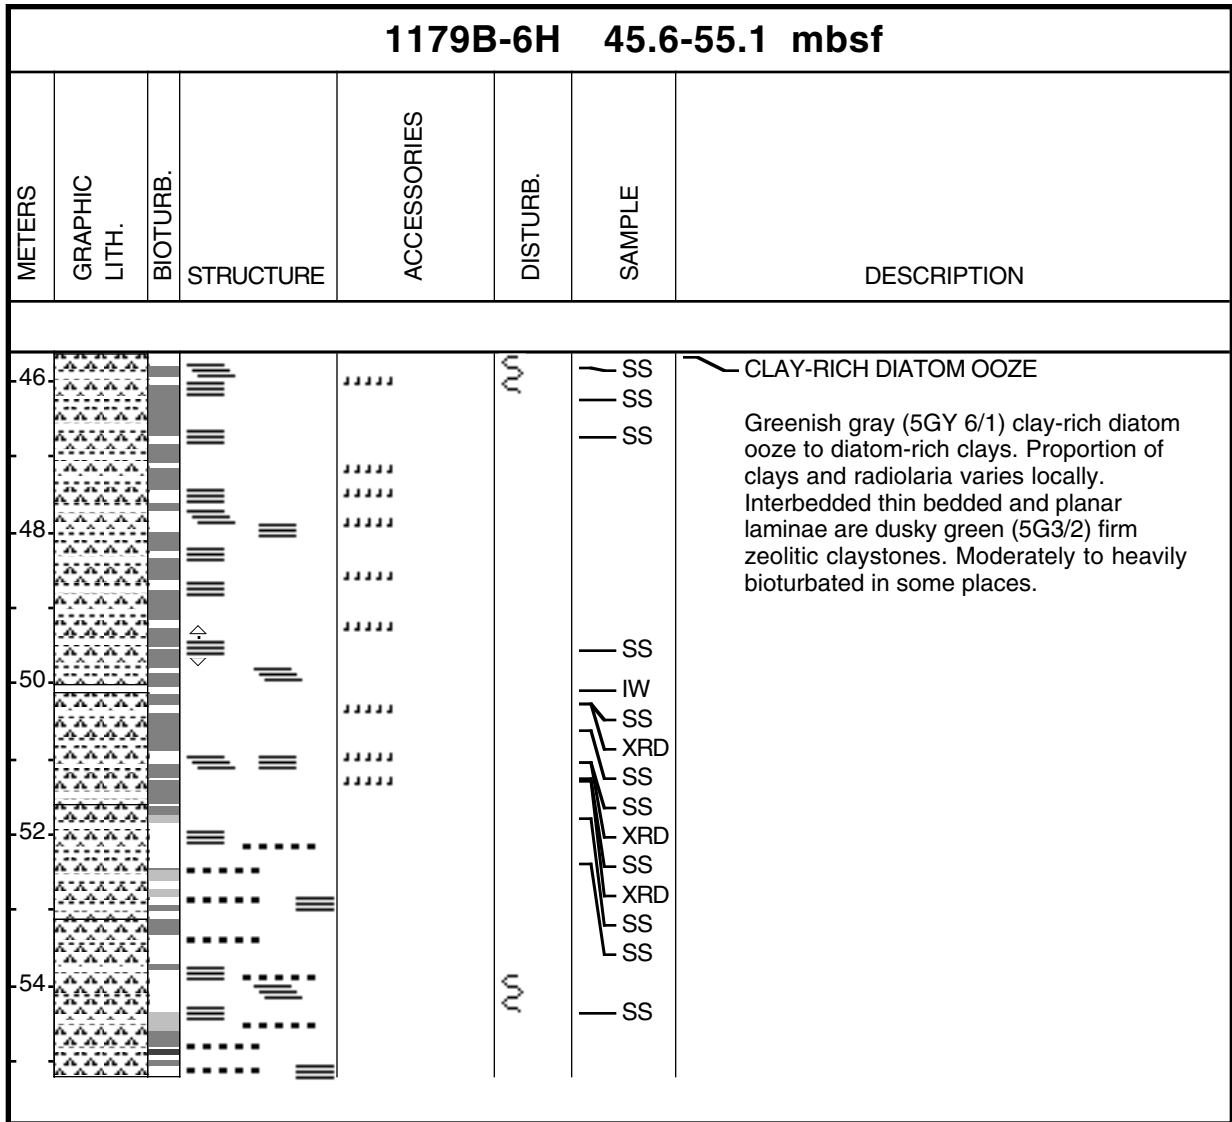 1179B-6H 45.6-55.1 mbsf
METERS
GRAPHIC
LITH.
BIOTURB.
STRUCTURE
ACCESSORIES
DISTURB.
SAMPLE
DESCRIPTION
46
48
50
52
54
SS
SS
SS
SS
IW
SS
XRD
SS
SS
XRD
SS
XRD
SS
SS
SS
CLAY-RICH DIATOM OOZE
Greenish gray (5GY 6/1) clay-rich diatom
ooze to diatom-rich clays. Proportion of
clays and radiolaria varies locally.
Interbedded thin bedded and planar
laminae are dusky green (5G3/2) firm
zeolitic claystones. Moderately to heavily
bioturbated in some places.